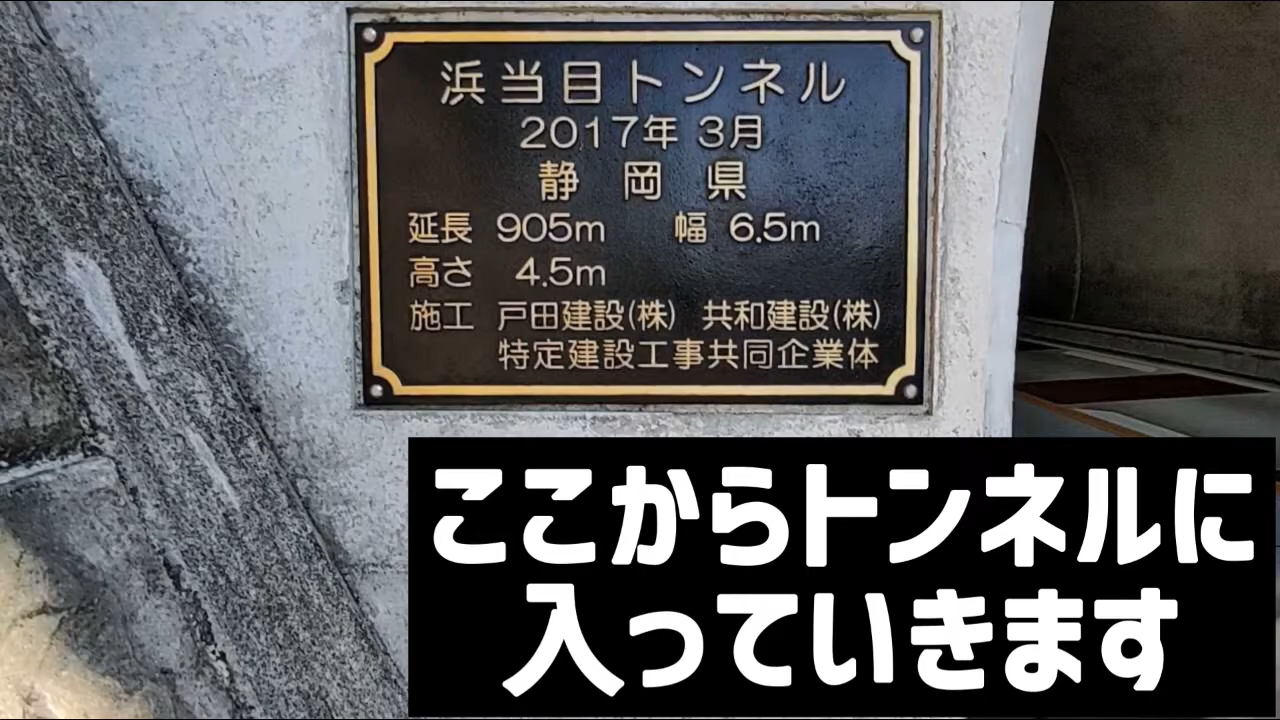 浜当目トンネル
2017年 3月
静岡県
延長 905m 幅 6.5m
高さ 4.5m
施工 戸田建設(株) 共和建設(株)
特定建設工事共同企業体
ここからトンネルに
入っていきます